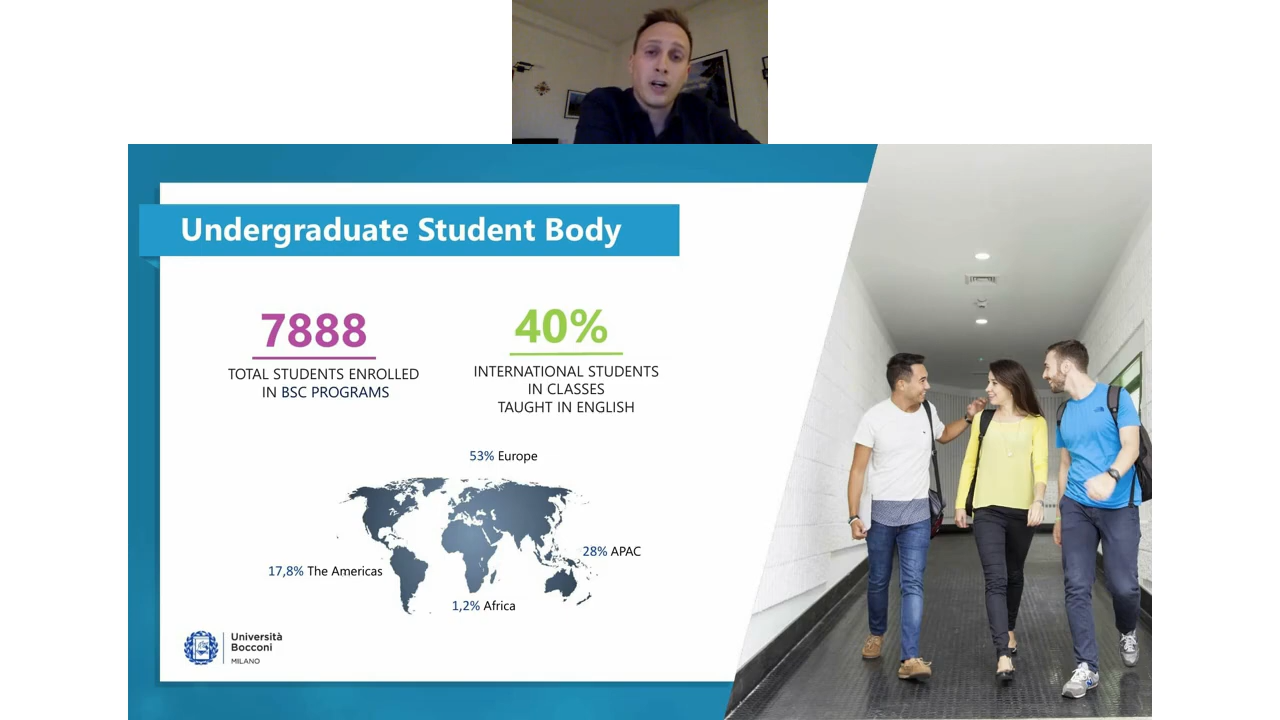 Undergraduate Student Body
7888
TOTAL STUDENTS ENROLLED
IN BSC PROGRAMS
40%
INTERNATIONAL STUDENTS
IN CLASSES
TAUGHT IN ENGLISH
53% Europe
28% APAC
17,8% The Americas
1,2% Africa
Università
Bocconi
MILANO